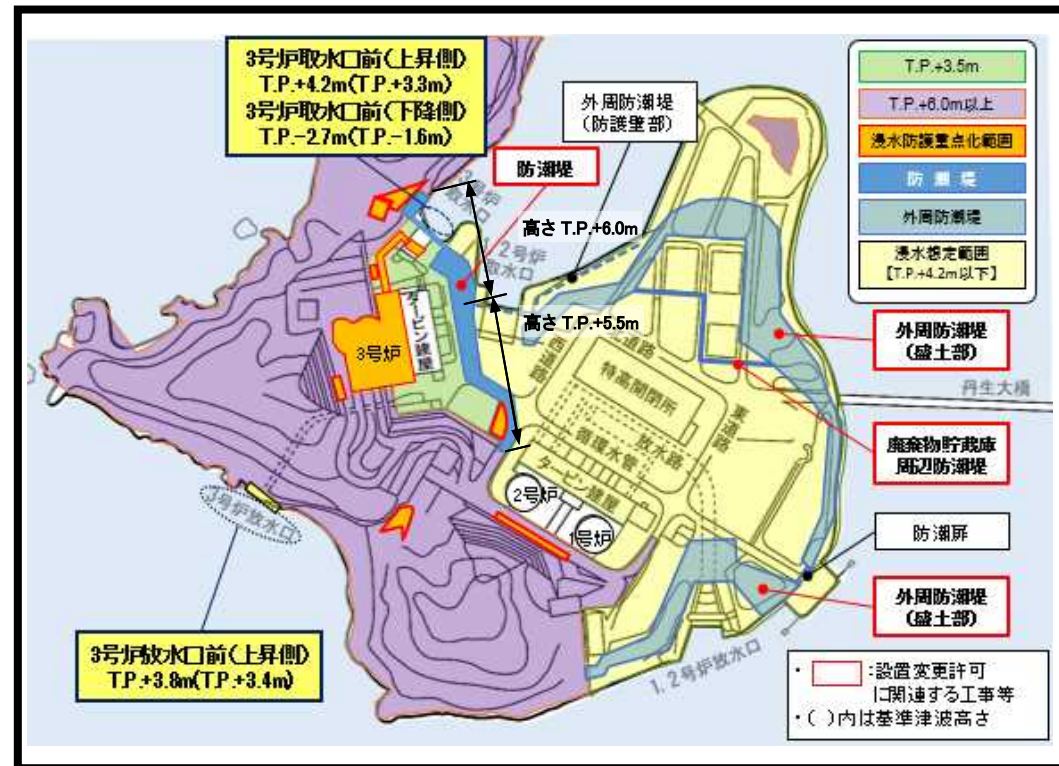 3号炉取水口前(上昇側)
T.P.+4.2m(T.P.+3.3m)
3号炉取水口前(下降側)
T.P.−2.7m(T.P.−1.6m)
外周防潮堤
(防護壁部)
防潮堤
T.P.+3.5m
T.P.+6.0m以上
浸水防護重点化範囲
防潮堤
外周防潮堤
浸水想定範囲
【T.P.+4.2m以下】
3号炉
取水口
高さ T.P.+6.0m
1, 2号炉
取水口
高さ T.P.+5.5m
タービン建屋
3号炉
西道路
北道路
特高開閉所
東道路
放水路
循環水管
タービン建屋
2号炉
1号炉
外周防潮堤
(盛土部)
丹生大橋
廃棄物貯蔵庫
周辺防潮堤
防潮扉
外周防潮堤
(盛土部)
3号炉放水口
1, 2号炉放水口
3号炉放水口前(上昇側)
T.P.+3.8m(T.P.+3.4m)
・ :設置変更許可
に関連する工事等
・( )内は基準津波高さ